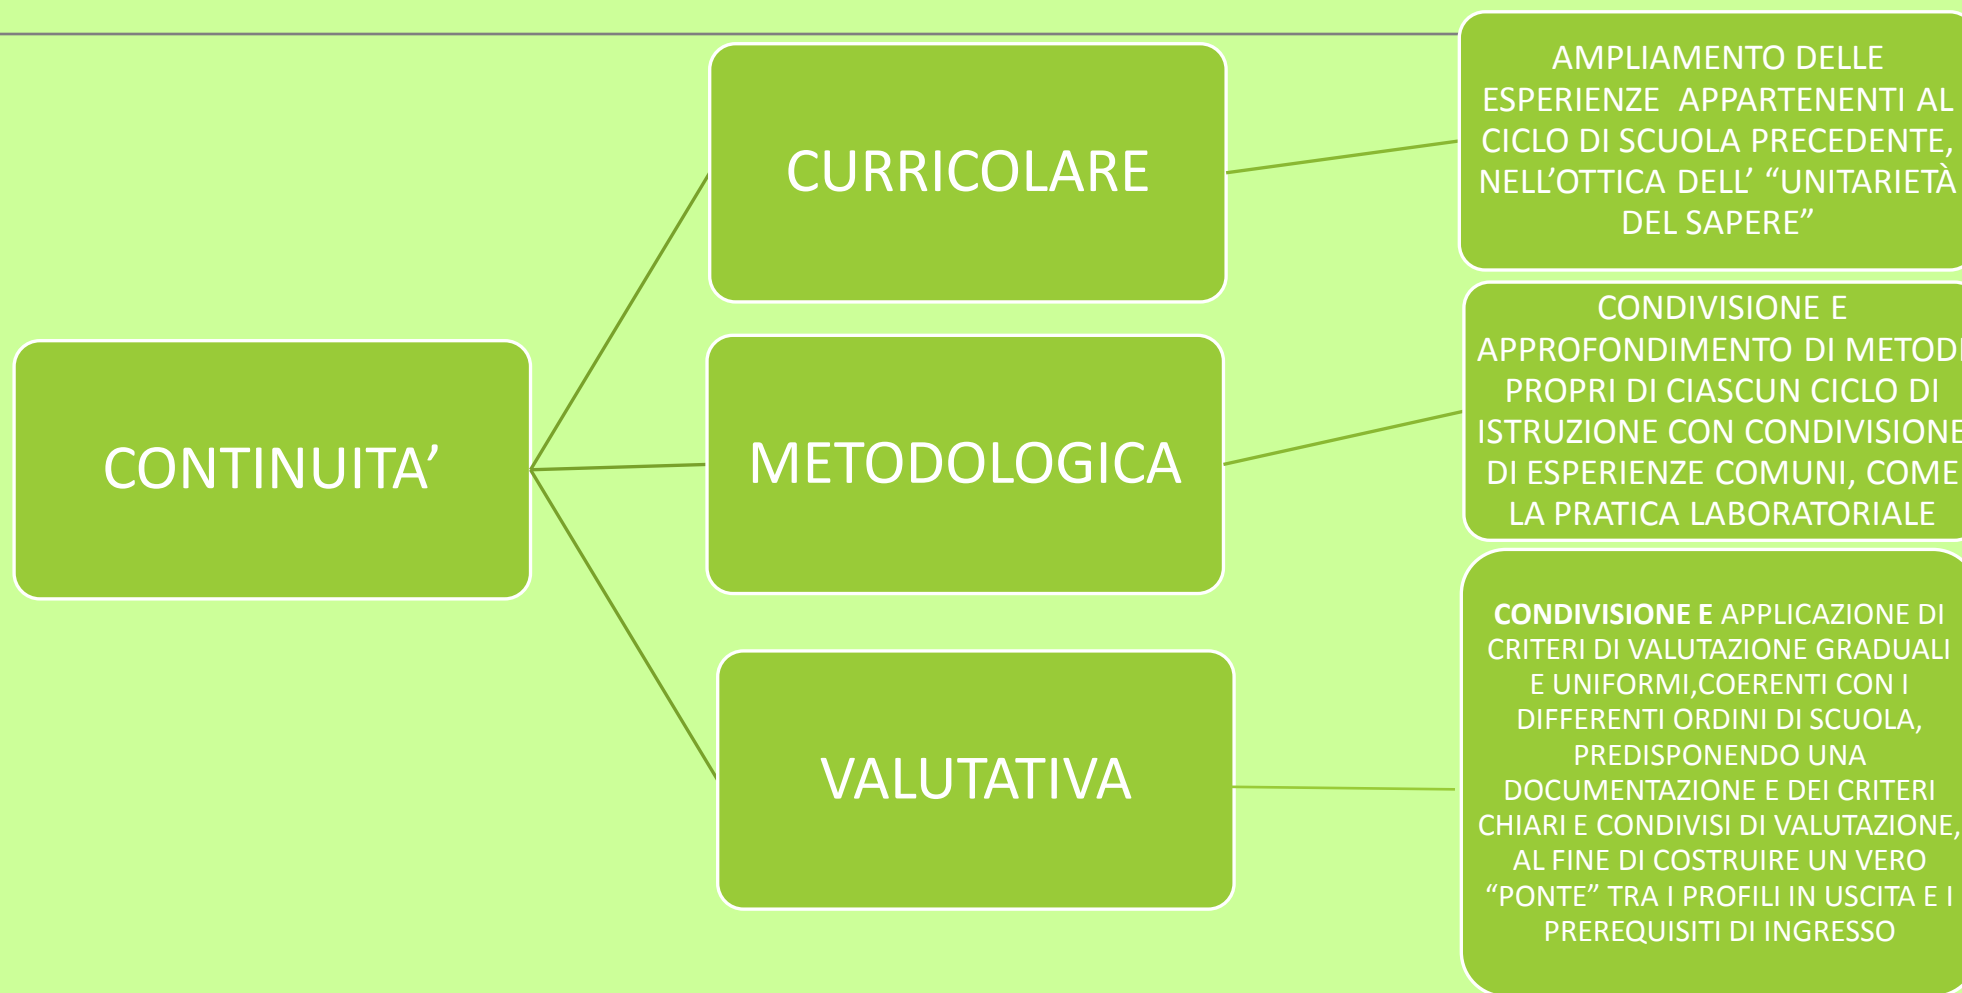 CONTINUITA’
CURRICOLARE
AMPLIAMENTO DELLE
ESPERIENZE APPARTENENTI AL
CICLO DI SCUOLA PRECEDENTE,
NELL’OTTICA DELL’ “UNITARIETÀ
DEL SAPERE”
METODOLOGICA
CONDIVISIONE E
APPROFONDIMENTO DI METODI
PROPRI DI CIASCUN CICLO DI
ISTRUZIONE CON CONDIVISIONE
DI ESPERIENZE COMUNI, COME
LA PRATICA LABORATORIALE
VALUTATIVA
CONDIVISIONE E APPLICAZIONE DI
CRITERI DI VALUTAZIONE GRADUALI
E UNIFORMI,COERENTI CON I
DIFFERENTI ORDINI DI SCUOLA,
PREDISPONENDO UNA
DOCUMENTAZIONE E DEI CRITERI
CHIARI E CONDIVISI DI VALUTAZIONE,
AL FINE DI COSTRUIRE UN VERO
“PONTE” TRA I PROFILI IN USCITA E I
PREREQUISITI DI INGRESSO